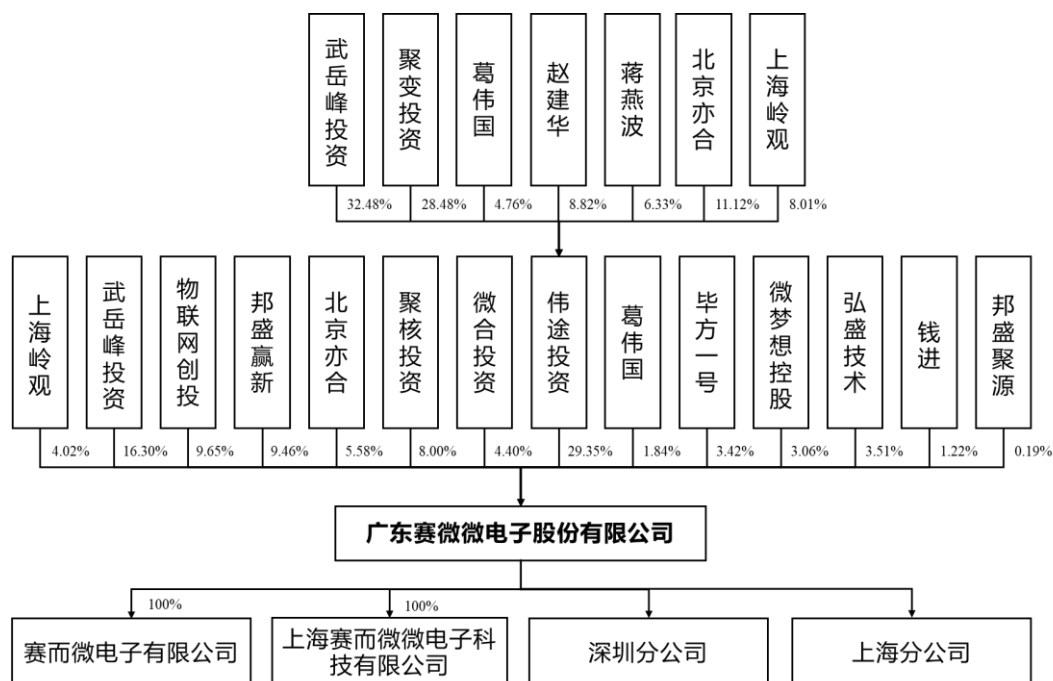 武岳峰投资
聚变投资
葛伟国
赵建华
蒋燕波
北京亦合
上海岭观
32.48%
28.48%
4.76%
8.82%
6.33%
11.12%
8.01%
上海岭观
武岳峰投资
物联网创投
邦盛赢新
北京亦合
聚核投资
微合投资
伟途投资
葛伟国
毕方一号
微梦想控股
弘盛技术
钱进
邦盛聚源
4.02%
16.30%
9.65%
9.46%
5.58%
8.00%
4.40%
29.35%
1.84%
3.42%
3.06%
3.51%
1.22%
0.19%
广东赛微微电子股份有限公司
100%
100%
赛而微电子有限公司
上海赛而微微电子科
技有限公司
深圳分公司
上海分公司